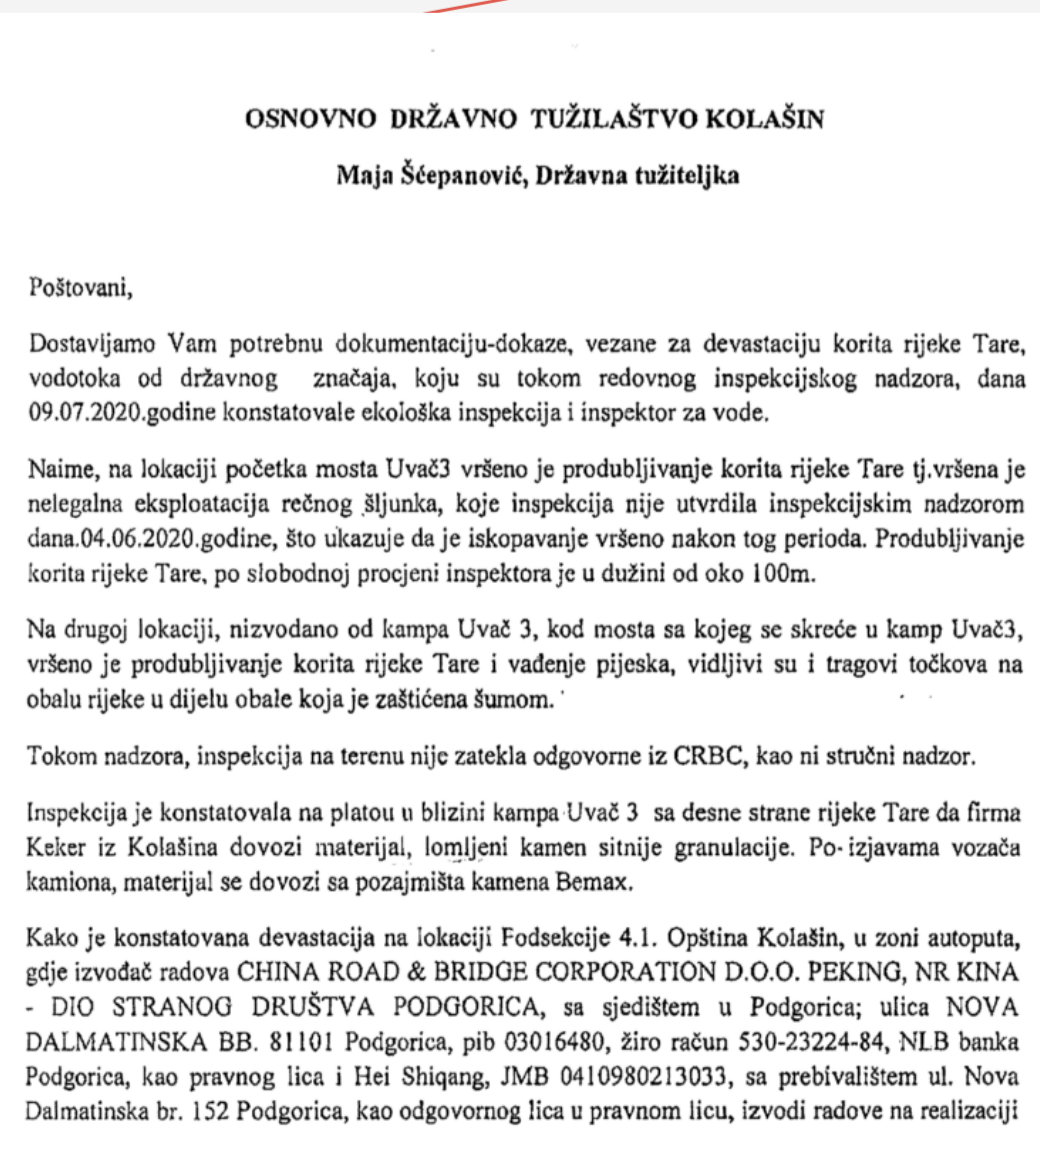 OSNOVNO DRŽAVNO TUŽILAŠTVO KOLAŠIN
Maja Šćepanović, Državna tužiteljka
Poštovani,
Dostavljamo Vam potrebnu dokumentaciju-dokaze, vezane za devastaciju korita rijeke Tare,
vodotoka od državnog značaja, koju su tokom redovnog inspekcijskog nadzora, dana
09.07.2020.godine konstatovale ekološka inspekcija i inspektor za vode.
Naime, na lokaciji početka mosta Uvač3 vršeno je produbljivanje korita rijeke Tare tj.vršena je
nelegalna eksploatacija rečnog šljunka, koje inspekcija nije utvrdila inspekcijskim nadzorom
dana.04.06.2020.godine, što ukazuje da je iskopavanje vršeno nakon tog perioda. Produbljivanje
korita rijeke Tare, po slobodnoj procjeni inspektora je u dužini od oko 100m.
Na drugoj lokaciji, nizvodano od kampa Uvač 3, kod mosta sa kojeg se skreće u kamp Uvač3,
vršeno je produbljivanje korita rijeke Tare i vađenje pijeska, vidljivi su i tragovi točkova na
obalu rijeke u dijelu obale koja je zaštićena šumom.
Tokom nadzora, inspekcija na terenu nije zatekla odgovorne iz CRBC, kao ni stručni nadzor.
Inspekcija je konstatovala na platou u blizini kampa Uvač 3 sa desne strane rijeke Tare da firma
Keker iz Kolašina dovozi materijal, lomljeni kamen sitnije granulacije. Po izjavama vozača
kamiona, materijal se dovozi sa pozajmišta kamena Bemax.
Kako je konstatovana devastacija na lokaciji Fodsekcije 4.1. Opština Kolašin, u zoni autoputa,
gdje izvođač radova CHINA ROAD & BRIDGE CORPORATION D.O.O. PEKING, NR KINA
- DIO STRANOG DRUŠTVA PODGORICA, sa sjedištem u Podgorica; ulica NOVA
DALMATINSKA BB. 81101 Podgorica, pib 03016480, žiro račun 530-23224-84, NLB banka
Podgorica, kao pravnog lica i Hei Shiqang, JMB 0410980213033, sa prebivalištem ul. Nova
Dalmatinska br. 152 Podgorica, kao odgovornog lica u pravnom licu, izvodi radove na realizaciji